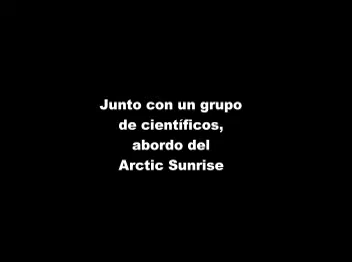 Junto con un grupo
de científicos,
abordo del
Arctic Sunrise